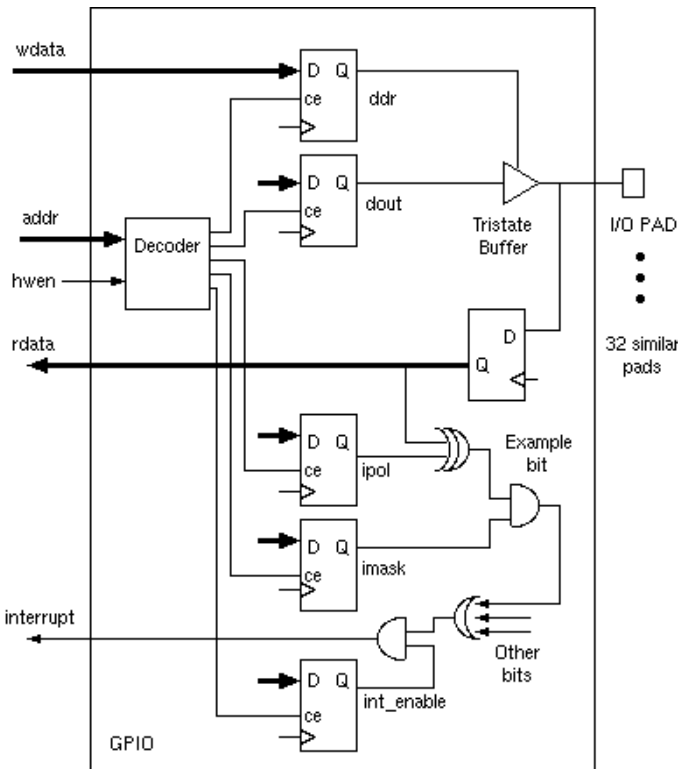 wdata
D Q
ce
ddr
D Q
ce
dout
addr
Decoder
hwen
Tristate
Buffer
I/O PAD
32 similar
pads
rdata
D
Q
D Q
ce
ipol
Example
bit
D Q
ce
imask
interrupt
Other
bits
D Q
ce
int_enable
GPIO